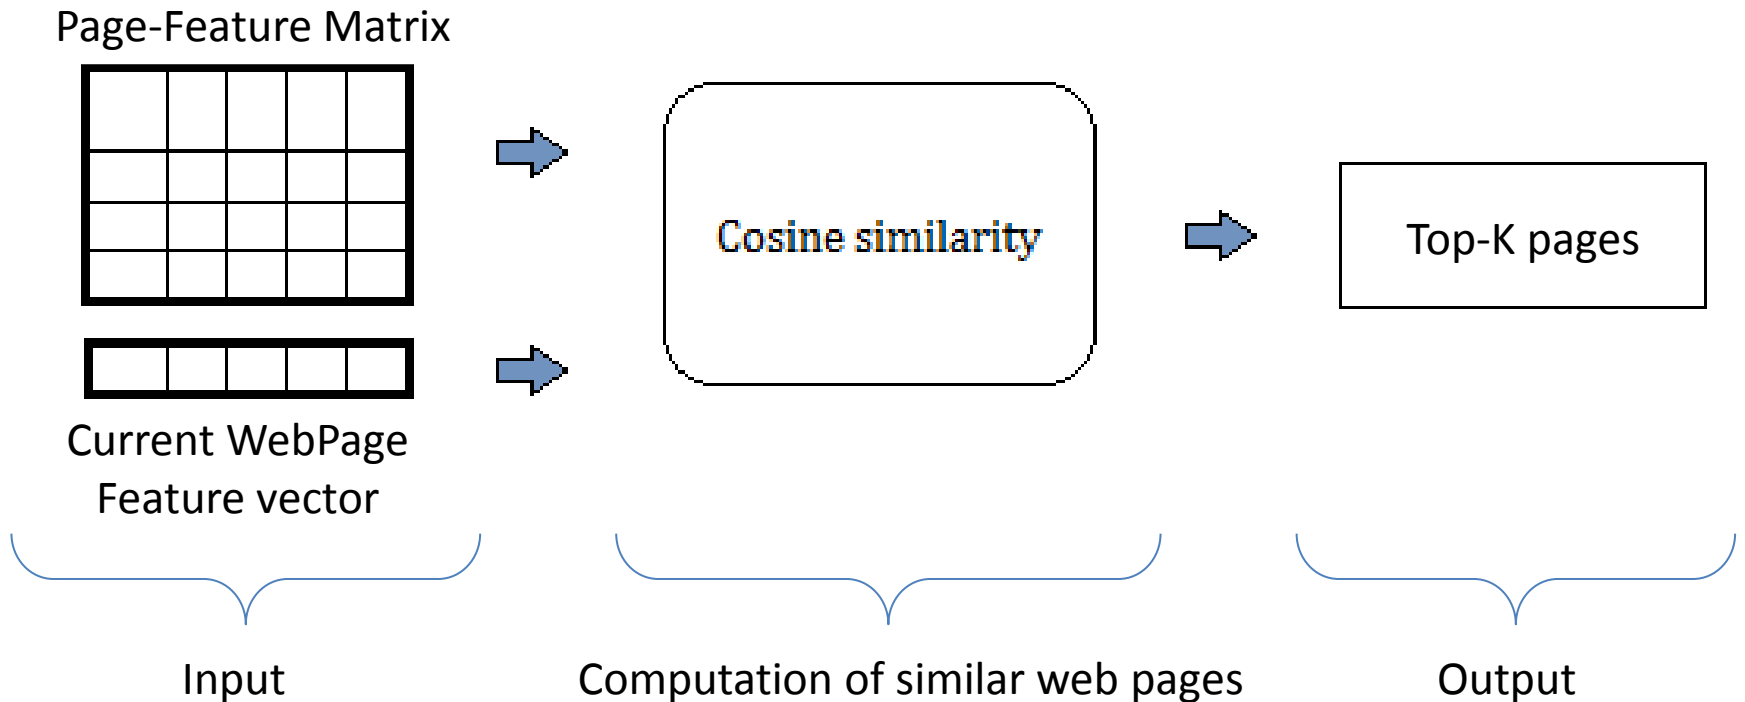 Page-Feature Matrix
Current WebPage
Feature vector
Cosine similarity
Top-K pages
Input
Computation of similar web pages
Output